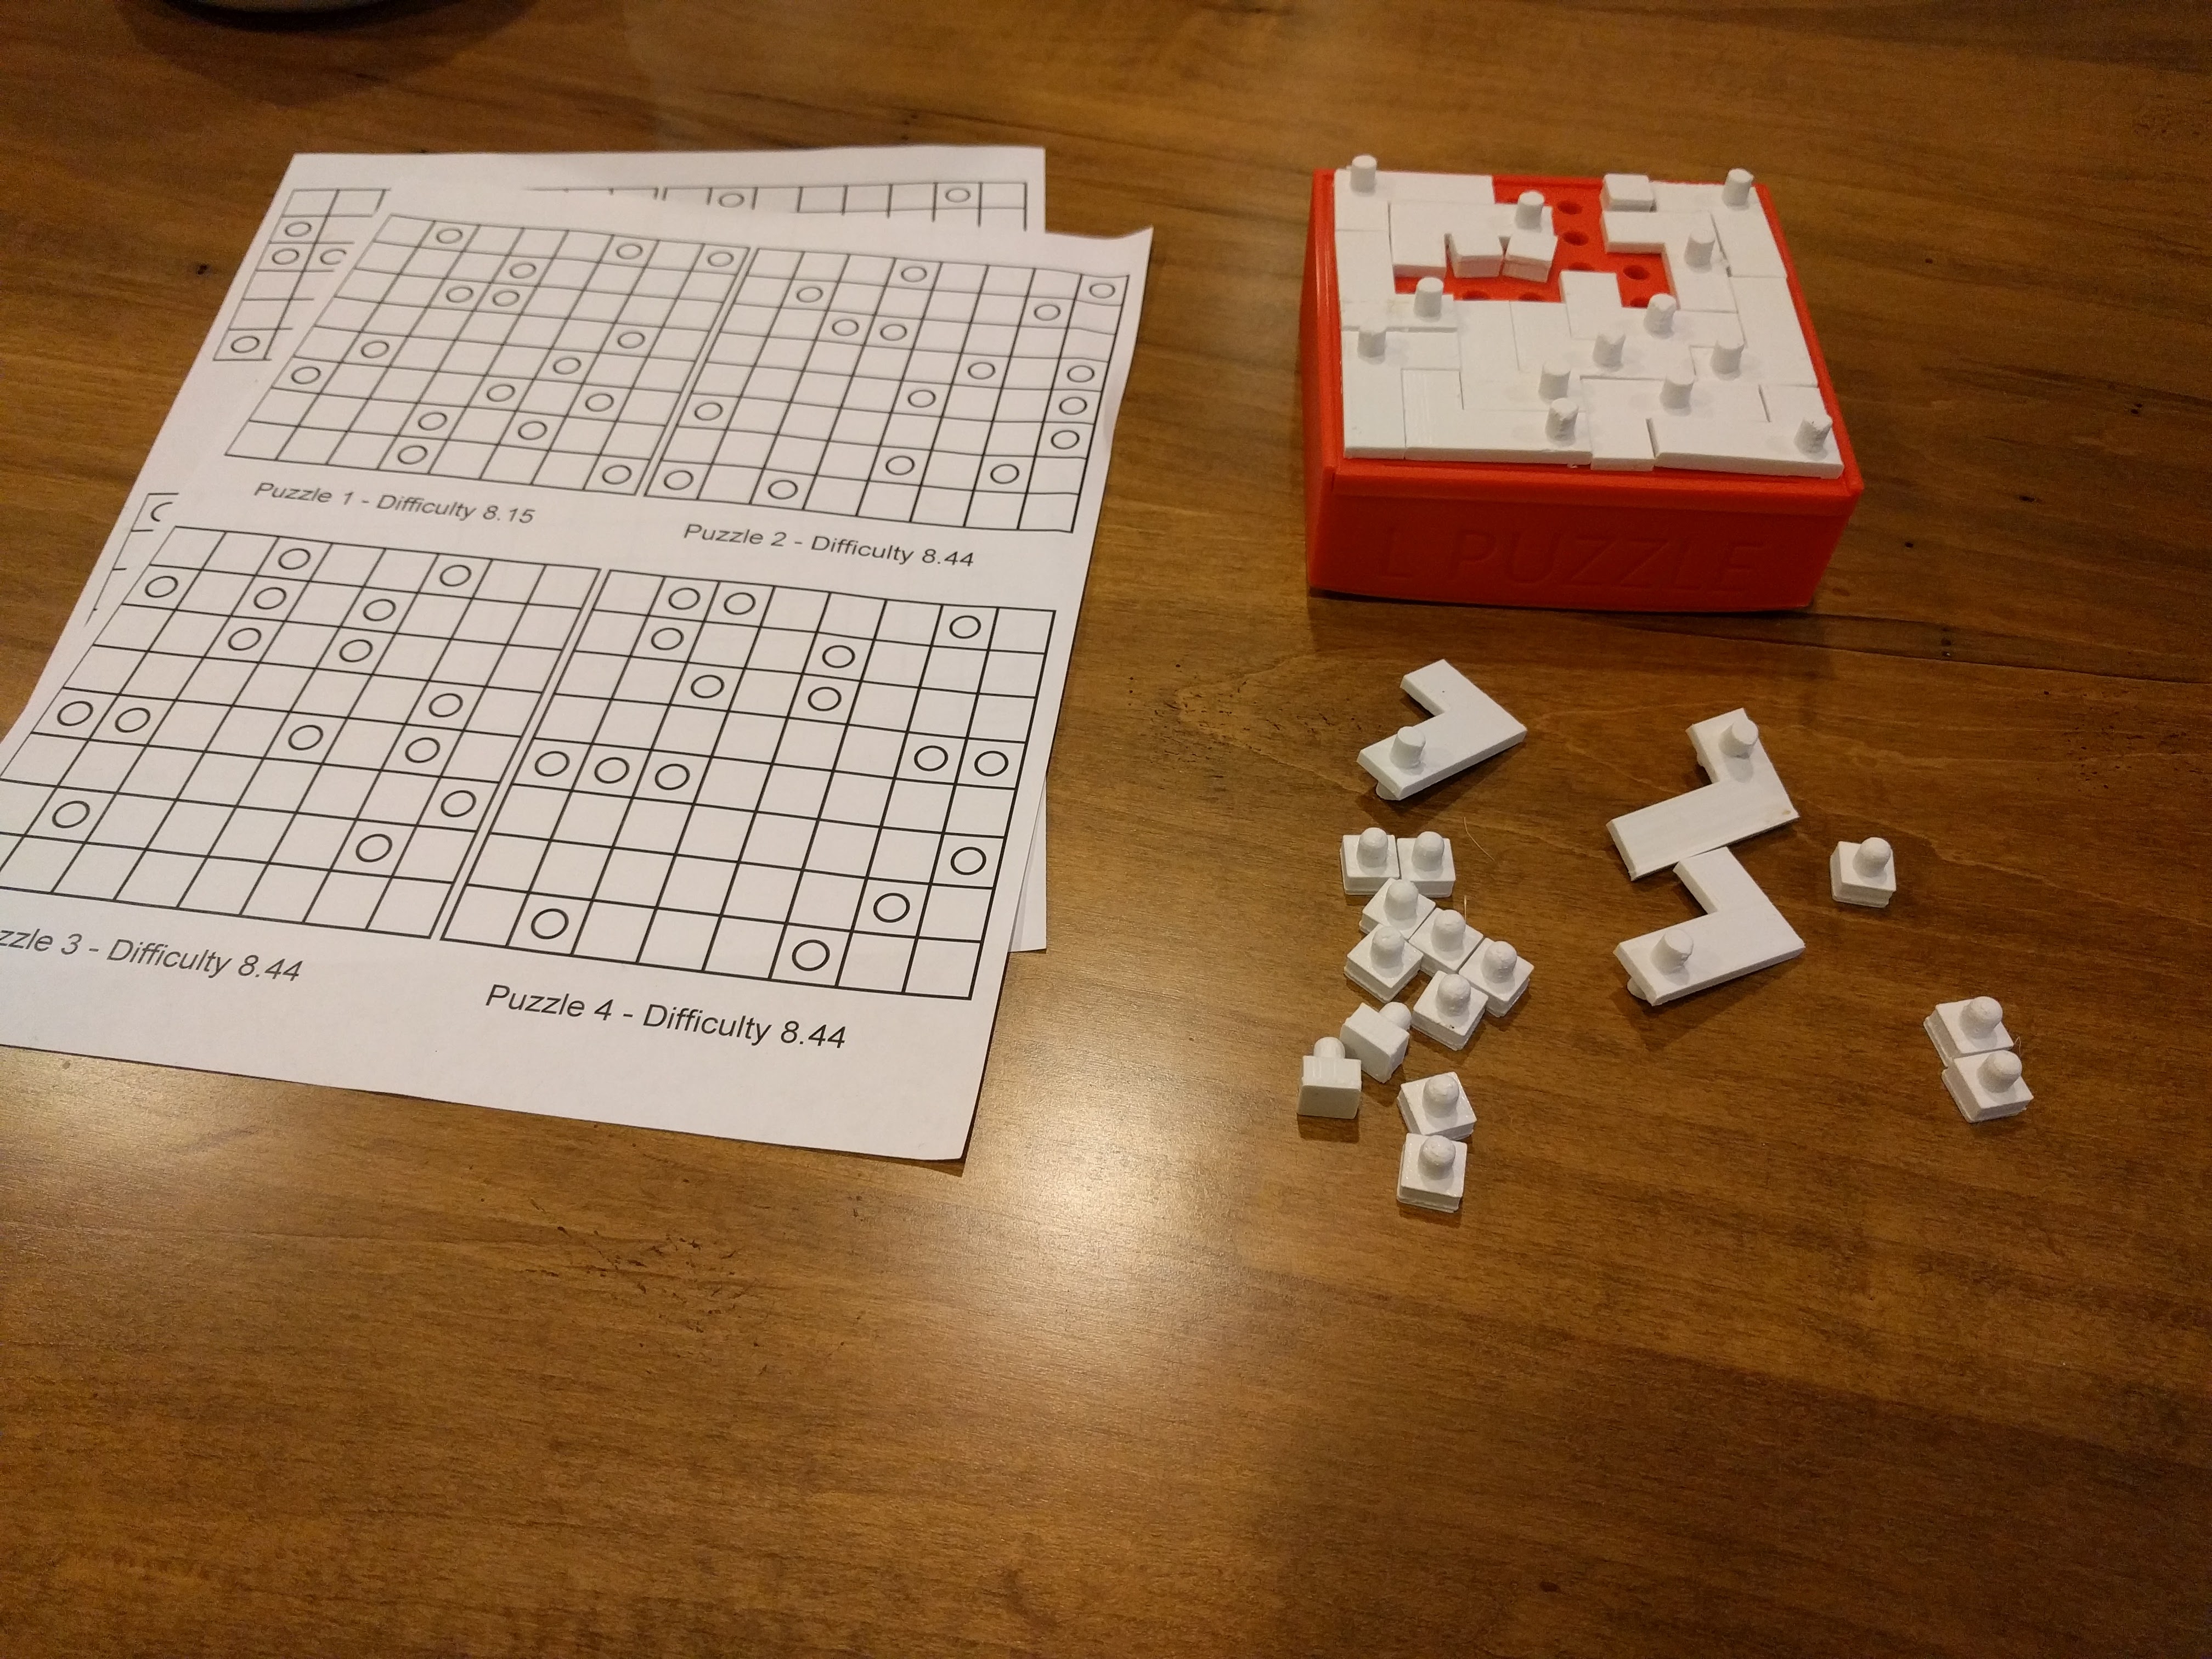 Puzzle 1 - Difficulty 8.15
Puzzle 2 - Difficulty 8.44
zzle 3 - Difficulty 8.44
Puzzle 4 - Difficulty 8.44
L PUZZLE